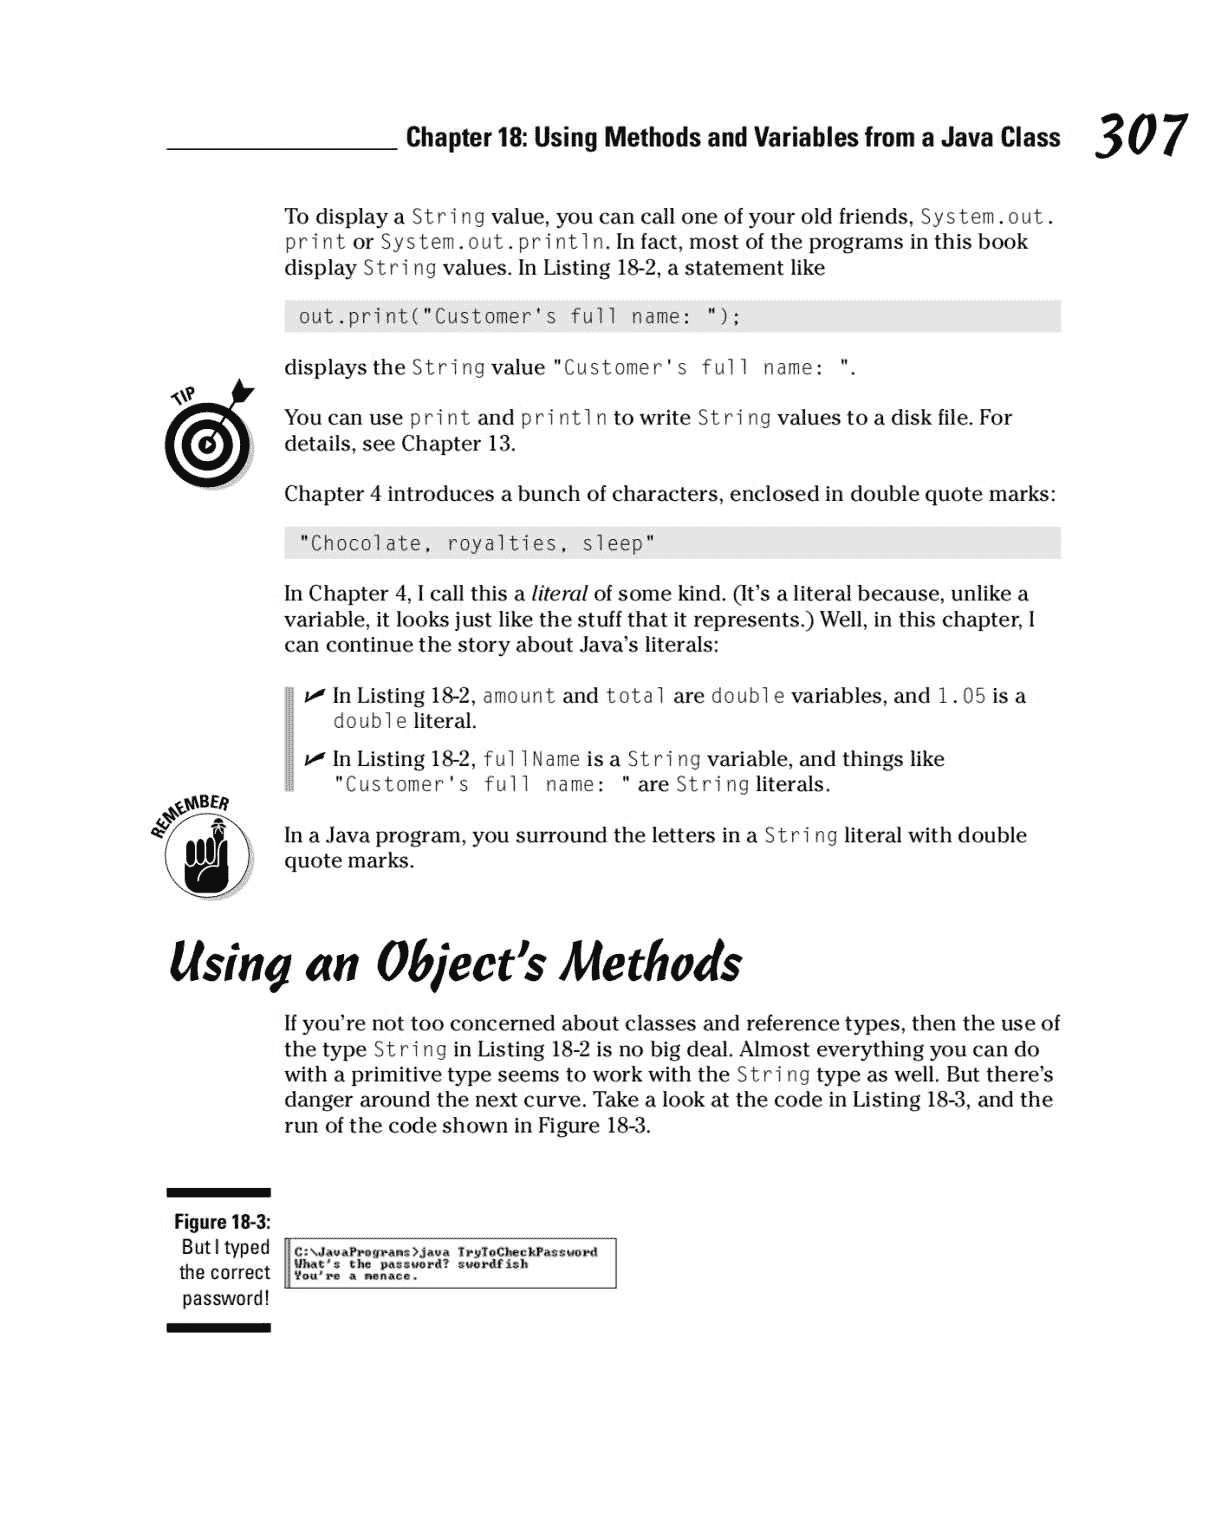 Chapter 18: Using Methods and Variables from a Java Class 307
To display a String value, you can call one of your old friends, System.out.
print or System.out.println. In fact, most of the programs in this book
display String values. In Listing 18-2, a statement like
out.print("Customer's full name: ");
displays the String value "Customer's full name: ".
TIP
You can use print and println to write String values to a disk file. For
details, see Chapter 13.
Chapter 4 introduces a bunch of characters, enclosed in double quote marks:
"Chocolate, royalties, sleep"
In Chapter 4, I call this a literal of some kind. (It's a literal because, unlike a
variable, it looks just like the stuff that it represents.) Well, in this chapter, I
can continue the story about Java's literals:
✓ In Listing 18-2, amount and total are double variables, and 1.05 is a
double literal.
✓ In Listing 18-2, fullName is a String variable, and things like
"Customer's full name: " are String literals.
REMEMBER
In a Java program, you surround the letters in a String literal with double
quote marks.
Using an Object's Methods
If you're not too concerned about classes and reference types, then the use of
the type String in Listing 18-2 is no big deal. Almost everything you can do
with a primitive type seems to work with the String type as well. But there's
danger around the next curve. Take a look at the code in Listing 18-3, and the
run of the code shown in Figure 18-3.
Figure 18-3:
But I typed
the correct
password!
C:\JavaPrograms>java TryToCheckPassword
What's the password? swordfish
You're a menace.